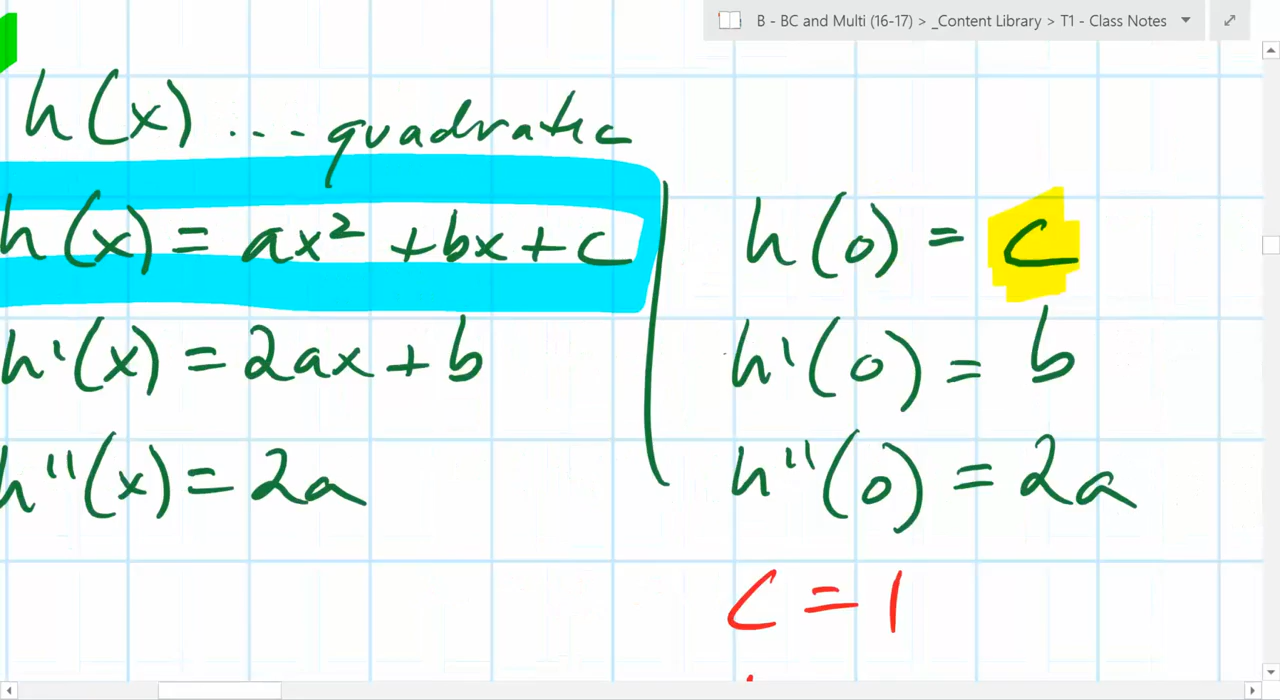 B - BC and Multi (16-17) > _Content Library > T1 - Class Notes
h(x) ... quadratic
h(x) = ax² + bx + c
h'(x) = 2ax + b
h''(x) = 2a
h(0) = c
h'(0) = b
h''(0) = 2a
c = 1